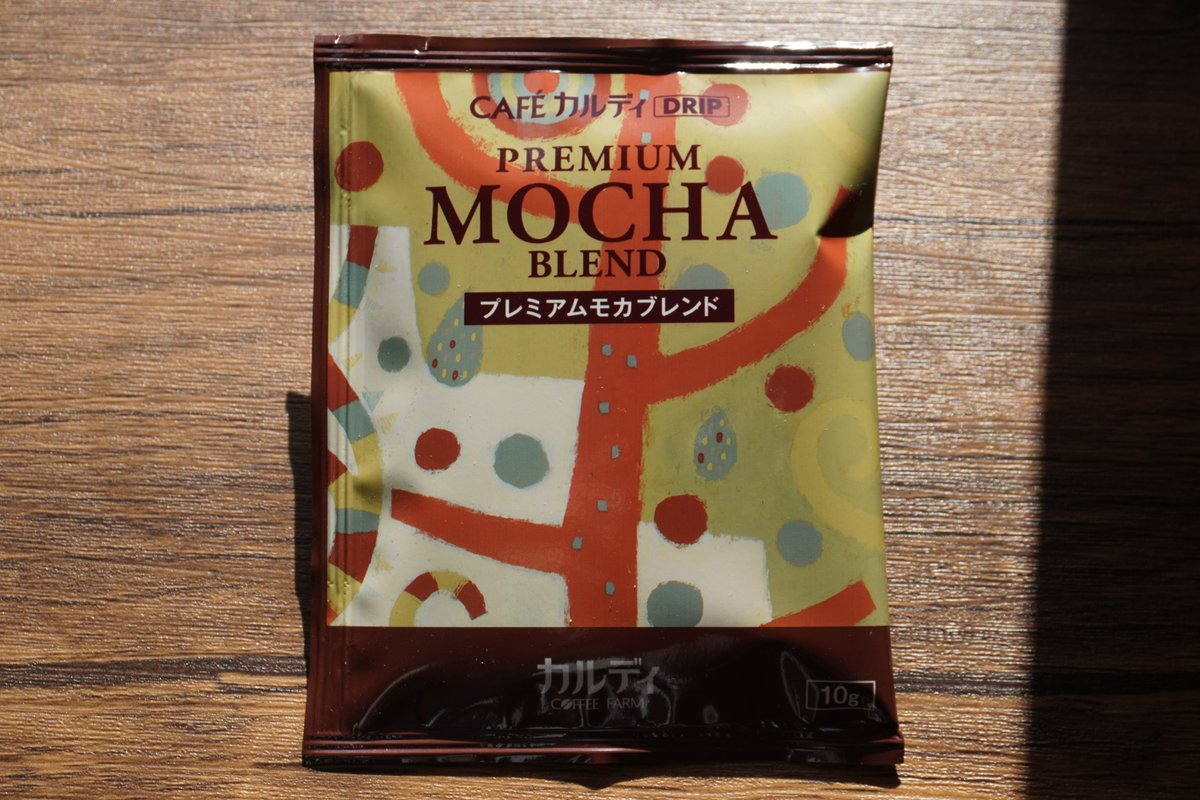 CAFÉ カルディ DRIP
PREMIUM
MOCHA
BLEND
プレミアムモカブレンド
カルディ
COFFEE FARM
10g